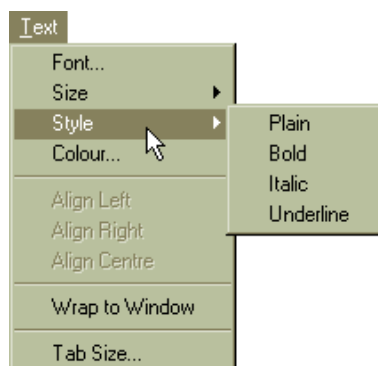 Text
Font...
Size
Style
Colour...
Align Left
Align Right
Align Centre
Wrap to Window
Tab Size...
Plain
Bold
Italic
Underline